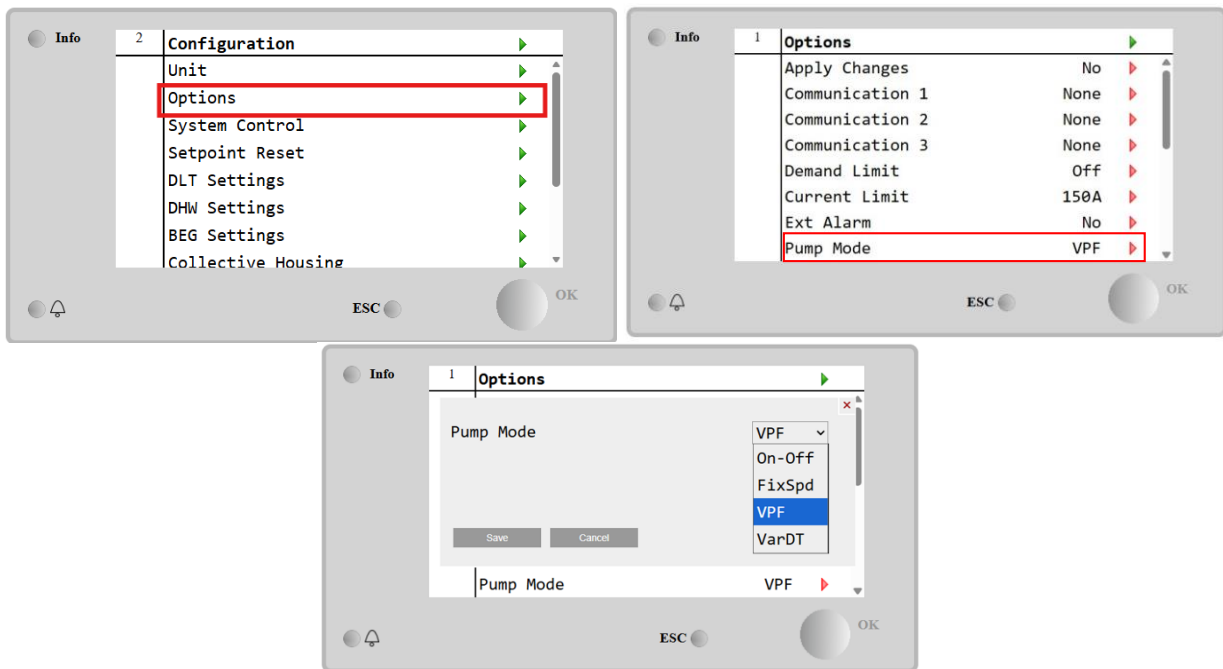 Info
2 Configuration
Unit
Options
System Control
Setpoint Reset
DLT Settings
DHW Settings
BEG Settings
Collective Housing
ESC
OK
Info
1 Options
Apply Changes No
Communication 1 None
Communication 2 None
Communication 3 None
Demand Limit Off
Current Limit 150A
Ext Alarm No
Pump Mode VPF
ESC
OK
Info
1 Options
Pump Mode VPF
On-Off
FixSpd
VPF
VarDT
Save Cancel
Pump Mode VPF
ESC
OK